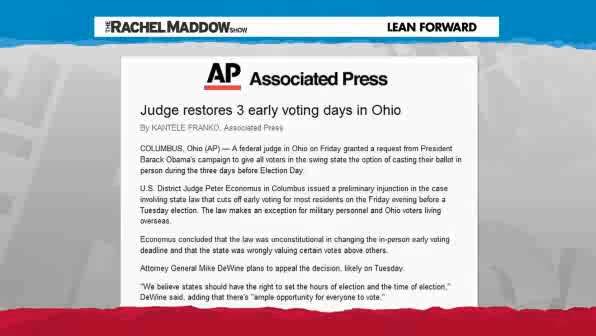 THE RACHEL MADDOW SHOW
LEAN FORWARD
AP Associated Press
Judge restores 3 early voting days in Ohio
By KANTELE FRANKO, Associated Press
COLUMBUS, Ohio (AP) — A federal judge in Ohio on Friday granted a request from President
Barack Obama's campaign to give all voters in the swing state the option of casting their ballot in
person during the three days before Election Day.
U.S. District Judge Peter Economus in Columbus issued a preliminary injunction in the case
involving state law that cuts off early voting for most residents on the Friday evening before a
Tuesday election. The law makes an exception for military personnel and Ohio voters living
overseas.
Economus concluded that the law was unconstitutional in changing the in-person early voting
deadline and that the state was wrongly valuing certain votes above others.
Attorney General Mike DeWine plans to appeal the decision, likely on Tuesday.
"We believe states should have the right to set the hours of election and the time of election,"
DeWine said, adding that there's "ample opportunity for everyone to vote."